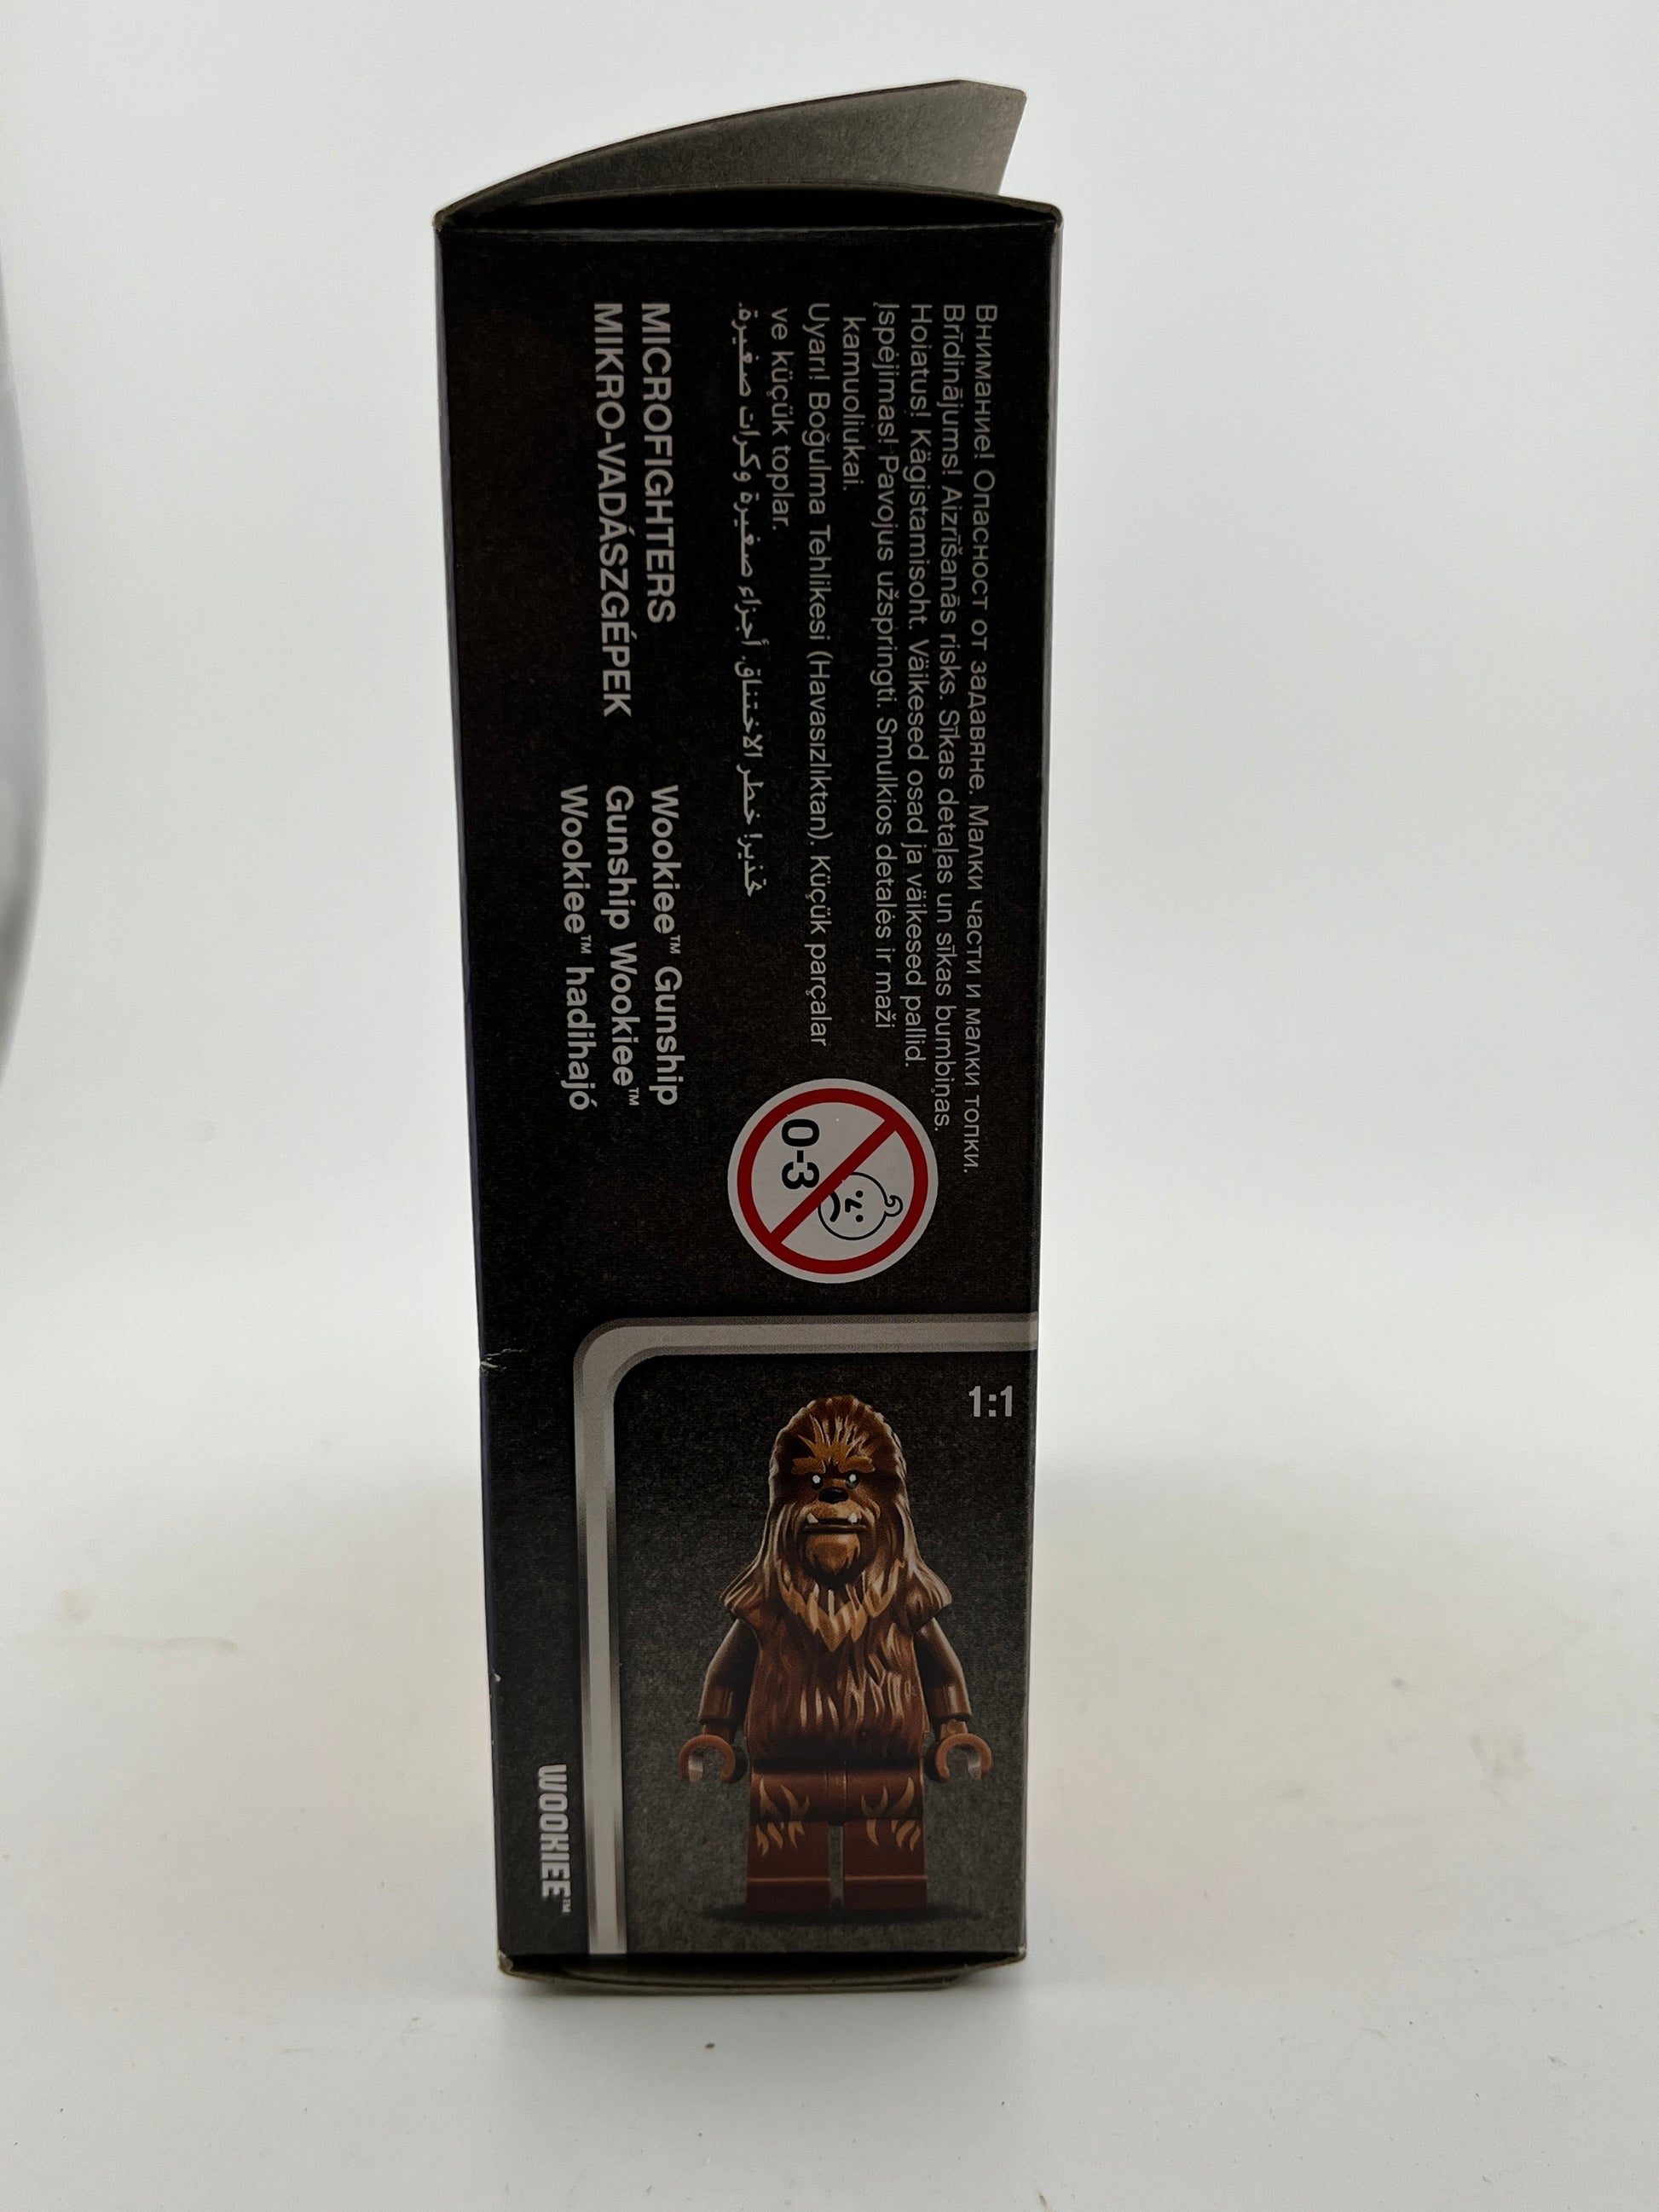 Внимание! Опасност от задавяне. Малки части и малки топки.
Brīdinājums! Aizrīšanās risks. Sīkas detaļas un sīkas bumbiņas.
Hoiatus! Kägistamisoht. Väikesed osad ja väikesed pallid.
Įspėjimas! Pavojus užspringti. Smulkios detalės ir maži
kamuoliukai.
Uyarı! Boğulma Tehlikesi (Havasızlıktan). Küçük parçalar
ve küçük toplar.
تحذير! خطر الاختناق. أجزاء صغيرة وكرات صغيرة.
0-3
MICROFIGHTERS
MIKRO-VADÁSZGÉPEK
Wookiee™ Gunship
Gunship Wookiee™
Wookiee™ hadihajó
1:1
WOOKIEE™